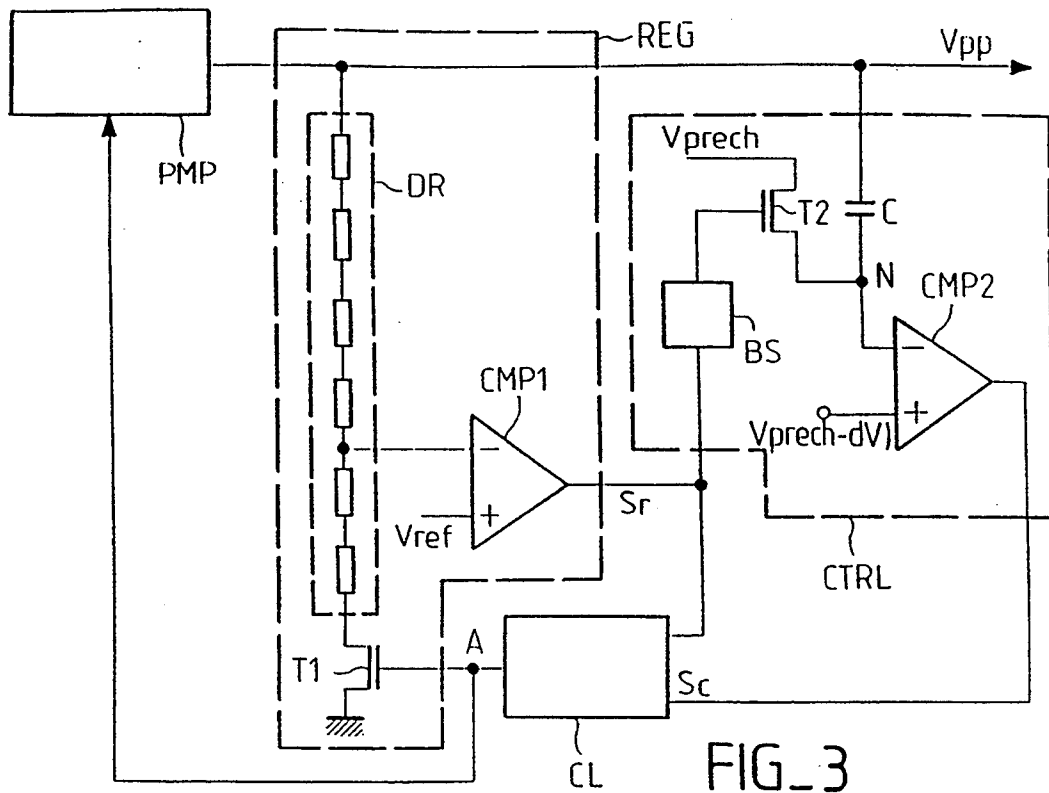 REG
Vpp
PMP
DR
Vprech
T2
C
N
CMP2
BS
CMP1
+
−
Vprech-dV)
+
−
Vref
Sr
CTRL
A
T1
Sc
CL
FIG_3